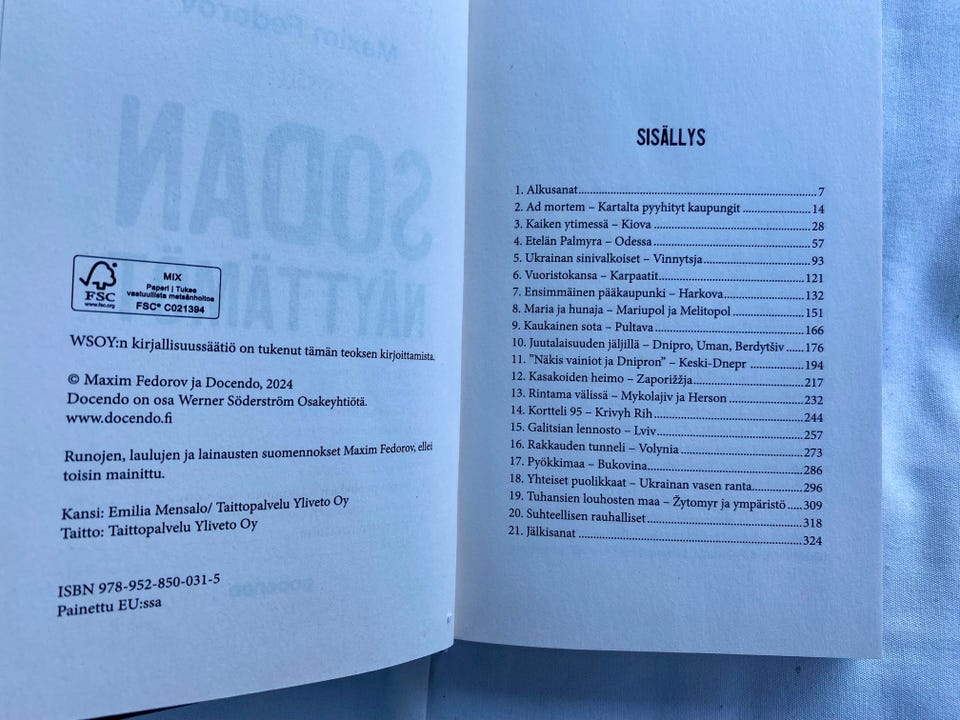 MIX
Paperi | Tukee
vastuullista metsänhoitoa
FSC
www.fsc.org
FSC® C021394
WSOY:n kirjallisuussäätiö on tukenut tämän teoksen kirjoittamista.
© Maxim Fedorov ja Docendo, 2024
Docendo on osa Werner Söderström Osakeyhtiötä.
www.docendo.fi
Runojen, laulujen ja lainausten suomennokset Maxim Fedorov, ellei
toisin mainittu.
Kansi: Emilia Mensalo/ Taittopalvelu Yliveto Oy
Taitto: Taittopalvelu Yliveto Oy
ISBN 978-952-850-031-5
Painettu EU:ssa
SISÄLLYS
1. Alkusanat 7
2. Ad mortem – Kartalta pyyhityt kaupungit 14
3. Kaiken ytimessä – Kiova 28
4. Etelän Palmyra – Odessa 57
5. Ukrainan sinivalkoiset – Vinnytsja 93
6. Vuoristokansa – Karpaatit 121
7. Ensimmäinen pääkaupunki – Harkova 132
8. Maria ja hunaja – Mariupol ja Melitopol 151
9. Kaukainen sota – Pultava 166
10. Juutalaisuuden jäljillä – Dnipro, Uman, Berdytšiv 176
11. ”Näkis vainiot ja Dnipron” – Keski-Dnepr 194
12. Kasakoiden heimo – Zaporižžja 217
13. Rintama välissä – Mykolajiv ja Herson 232
14. Kortteli 95 – Krivyh Rih 244
15. Galitsian lennosto – Lviv 257
16. Rakkauden tunneli – Volynia 273
17. Pyökkimaa – Bukovina 286
18. Yhteiset puolikkaat – Ukrainan vasen ranta 296
19. Tuhansien louhosten maa – Žytomyr ja ympäristö 309
20. Suhteellisen rauhalliset 318
21. Jälkisanat 324